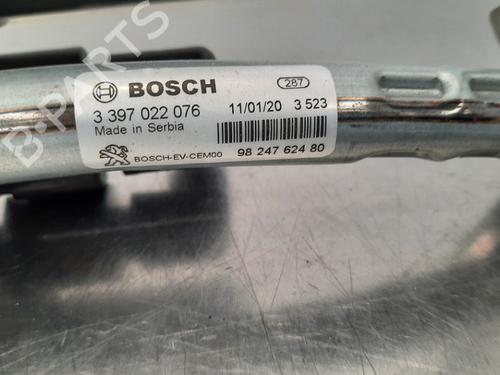 B-PARTS
BOSCH
287
3 397 022 076
11/01/20 3 523
Made in Serbia
BOSCH-EV-CEM00
98 247 624 80